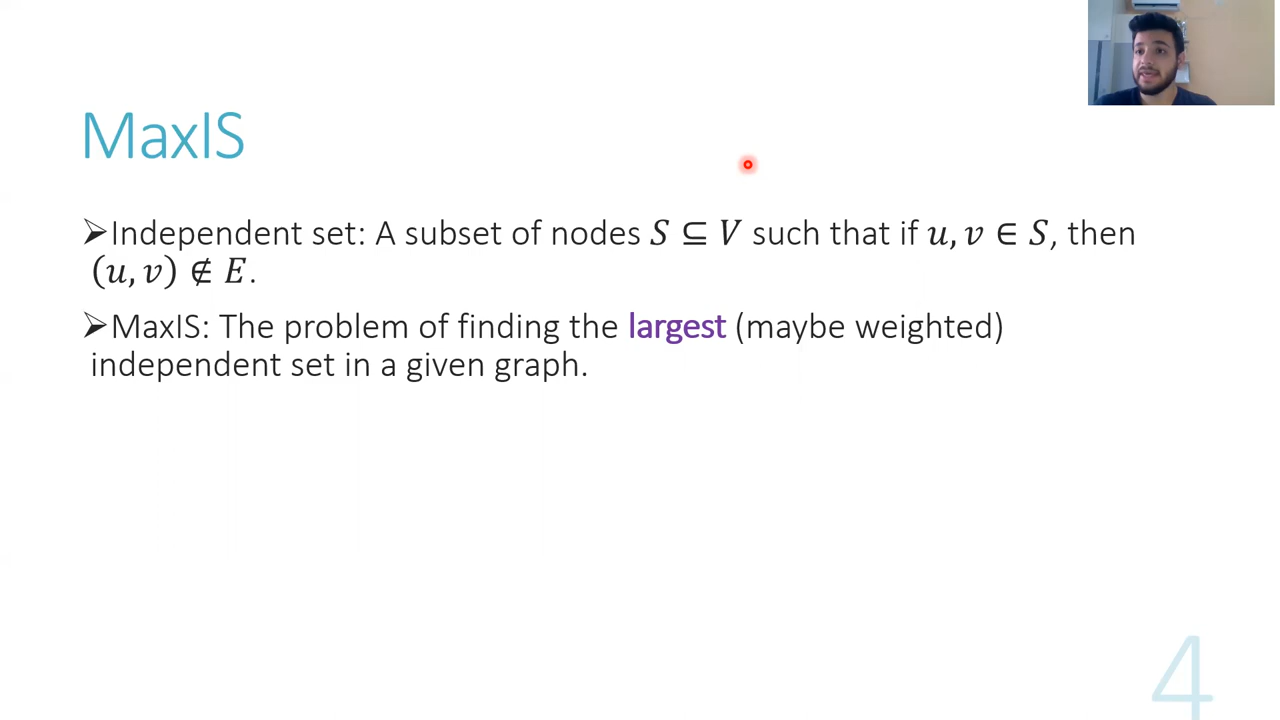 MaxIS
➢Independent set: A subset of nodes 𝑆 ⊆ 𝑉 such that if 𝑢, 𝑣 ∈ 𝑆, then
(𝑢, 𝑣) ∉ 𝐸.
➢MaxIS: The problem of finding the largest (maybe weighted)
independent set in a given graph.
4